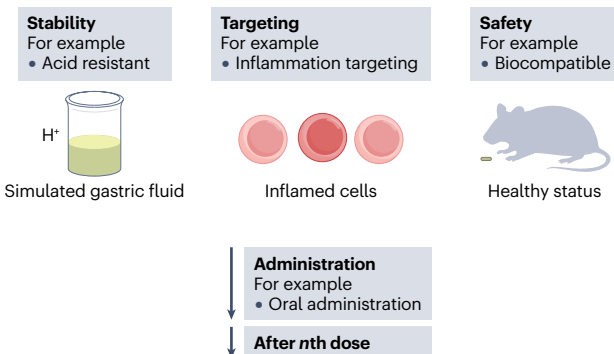 Stability
For example
• Acid resistant
Targeting
For example
• Inflammation targeting
Safety
For example
• Biocompatible
H⁺
Simulated gastric fluid
Inflamed cells
Healthy status
Administration
For example
• Oral administration
After nth dose